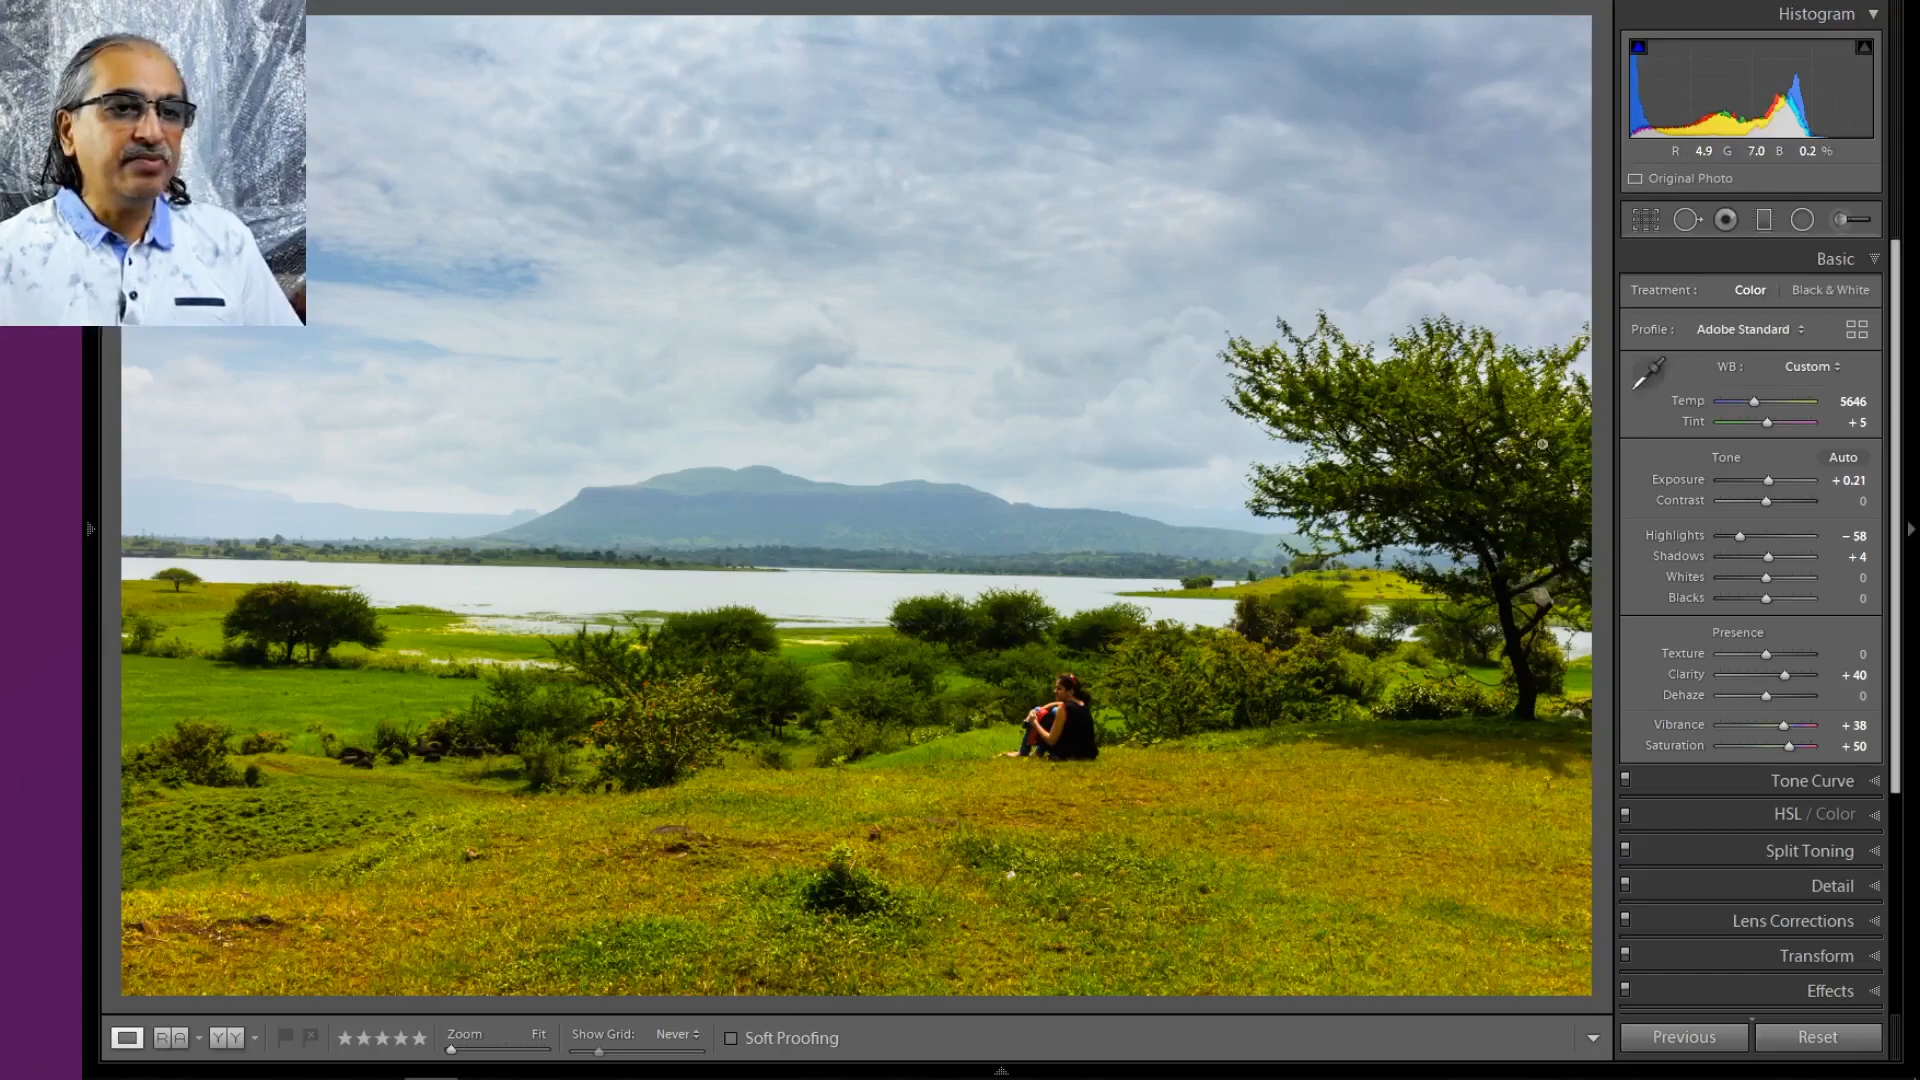 Histogram
R 4.9 G 7.0 B 0.2 %
Original Photo
Basic
Treatment : Color Black & White
Profile : Adobe Standard
WB : Custom
Temp 5646
Tint + 5
Tone Auto
Exposure + 0.21
Contrast 0
Highlights – 58
Shadows + 4
Whites 0
Blacks 0
Presence
Texture 0
Clarity + 40
Dehaze 0
Vibrance + 38
Saturation + 50
Tone Curve
HSL / Color
Split Toning
Detail
Lens Corrections
Transform
Effects
Previous Reset
R A Y Y Zoom Fit Show Grid: Never Soft Proofing